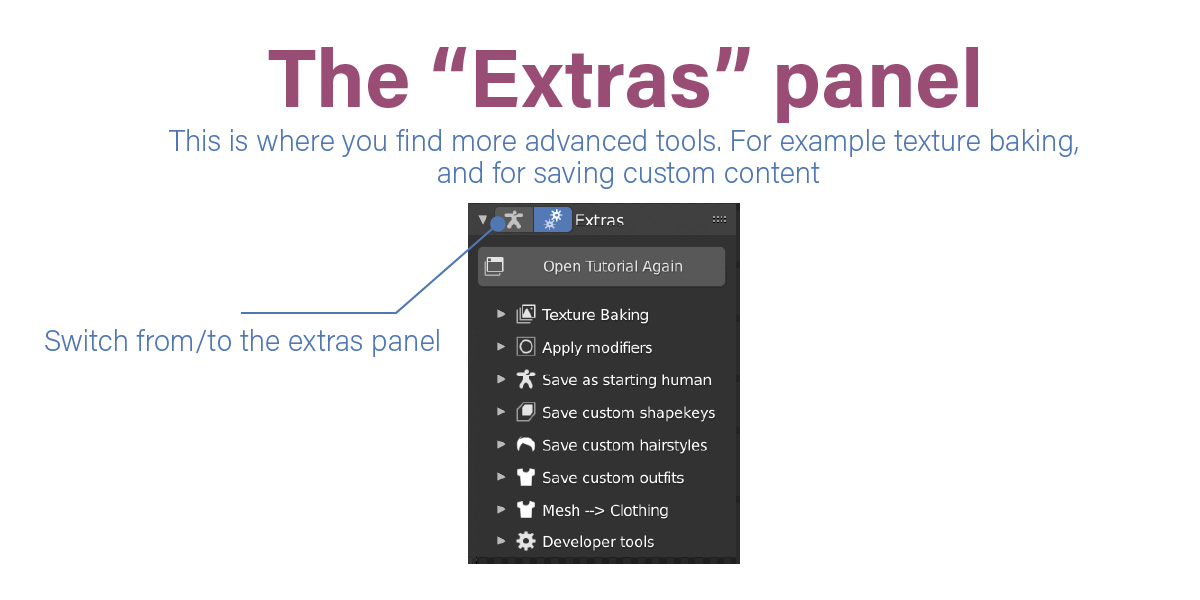 The “Extras” panel
This is where you find more advanced tools. For example texture baking,
and for saving custom content
Extras
Open Tutorial Again
Switch from/to the extras panel
Texture Baking
Apply modifiers
Save as starting human
Save custom shapekeys
Save custom hairstyles
Save custom outfits
Mesh --> Clothing
Developer tools